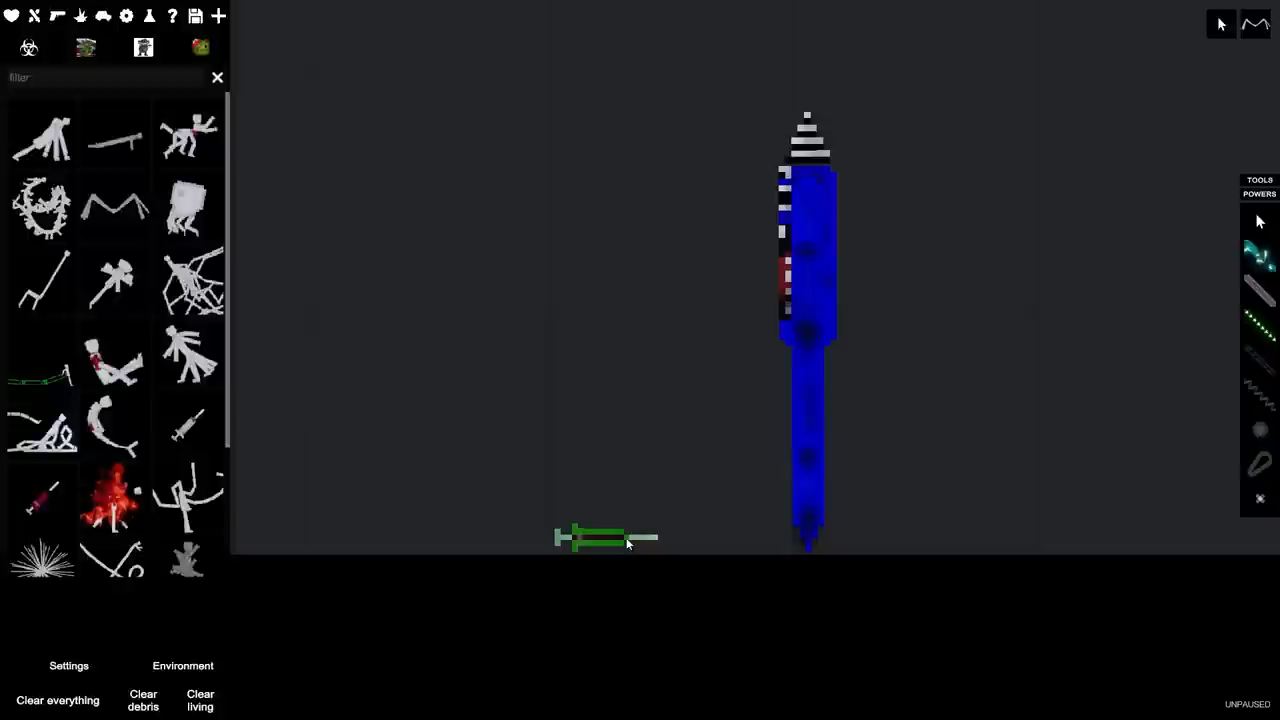 filter
TOOLS
POWERS
Settings
Environment
Clear everything
Clear
debris
Clear
living
UNPAUSED